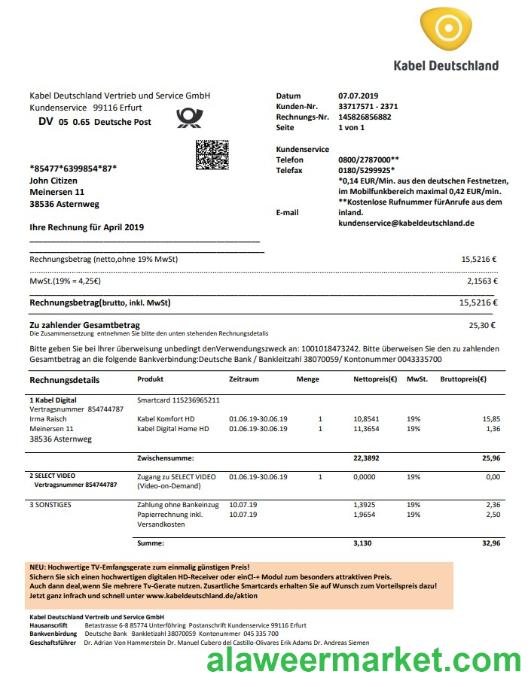 Kabel Deutschland
Kabel Deutschland Vertrieb und Service GmbH
Kundenservice 99116 Erfurt
DV 05 0.65 Deutsche Post
Datum 07.07.2019
Kunden-Nr. 33717571 - 2371
Rechnungs-Nr. 145826856882
Seite 1 von 1
Kundenservice
Telefon 0800/2787000**
Telefax 0180/5299925*
*0,14 EUR/Min. aus den deutschen Festnetzen,
im Mobilfunkbereich maximal 0,42 EUR/min.
**Kostenlose Rufnummer fürAnrufe aus dem
inland.
E-mail kundenservice@kabeldeutschland.de
*85477*6399854*87*
John Citizen
Meinersen 11
38536 Asternweg
Ihre Rechnung für April 2019
Rechnungsbetrag (netto,ohne 19% MwSt) 15,5216 €
MwSt.(19% = 4,25€) 2,1563 €
Rechnungsbetrag(brutto, inkl. MwSt) 15,5216 €
Zu zahlender Gesamtbetrag 25,30 €
Die Zusammensetzung entnehmen Sie bitte den unten stehenden Rechnungsdetails
Bitte geben Sie bei Ihrer überweisung unbedingt denVerwendungszweck an: 1001018473242. Bitte überweisen Sie den zu zahlenden
Gesamtbetrag an die folgende Bankverbindung:Deutsche Bank / Bankleitzahl 38070059/ Kontonummer 0043335700
Rechnungsdetails Produkt Zeitraum Menge Nettopreis(€) MwSt. Bruttopreis(€)
1 Kabel Digital Smartcard 115236965211
Vertragsnummer 854744787
Irma Raisch Kabel Komfort HD 01.06.19-30.06.19 1 10,8541 19% 15,85
Meinersen 11 kabel Digital Home HD 01.06.19-30.06.19 1 11,3654 19% 1,36
38536 Asternweg
Zwischensumme: 22,3892 25,96
2 SELECT VIDEO Zugang zu SELECT VIDEO 01.06.19-30.06.19 1 0,0000 19% 0,00
Vertragsnummer 854744787 (Video-on-Demand)
3 SONSTIGES Zahlung ohne Bankeinzug 10.07.19 1,3925 19% 2,36
Papierrechnung inkl. 10.07.19 1,9654 19% 2,50
Versandkosten
Summe: 3,130 32,96
NEU: Hochwertige TV-Emfangsgerate zum einmalig günstigen Preis!
Sichern Sie sich einen hochwertigen digitalen HD-Receiver oder einCI-+ Modul zum besonders attraktiven Preis.
Auch dann deal,wenn Sie mehrere Tv-Gerate nutzen. Zusartliche Smartcards erhalten Sie auf Wunsch zum Vorteilspreis dazu!
Jetz ganz infrach und schnell unter www.kabeldeutschland.de/aktion
Kabel Deutschland Vertreib und Service GmbH
Hausanscrift Betastrasse 6-8 85774 Unterföhring Postanschrift Kundenservice 99116 Erfurt
Bankvenbirdung Deutsche Bank Bankletizahl 38070059 Kontonummer 045 335 700
Geschaftsführer Dr. Adrian Von Hammerstein Dr. Manuel Cubero del Castillo-Olivares Erik Adams Dr. Andreas Siemen
alaweermarket.com